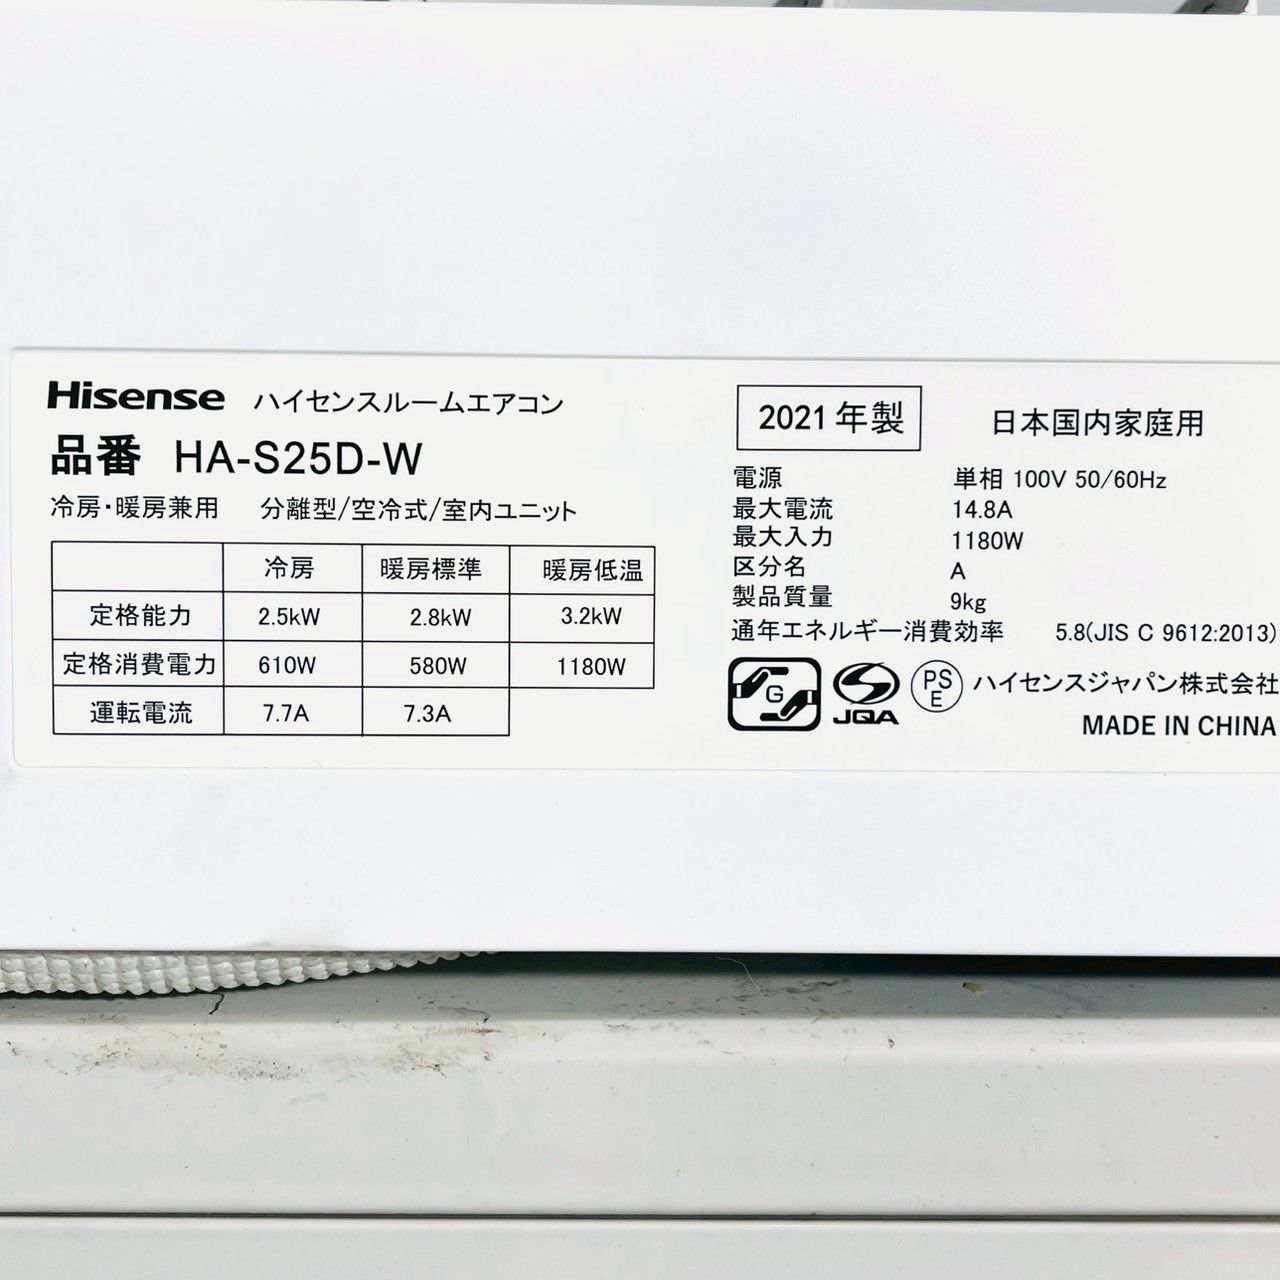 Hisense ハイセンスルームエアコン
品番 HA-S25D-W
冷房・暖房兼用 分離型/空冷式/室内ユニット
冷房 暖房標準 暖房低温
定格能力 2.5kW 2.8kW 3.2kW
定格消費電力 610W 580W 1180W
運転電流 7.7A 7.3A
2021年製 日本国内家庭用
電源 単相 100V 50/60Hz
最大電流 14.8A
最大入力 1180W
区分名 A
製品質量 9kg
通年エネルギー消費効率 5.8(JIS C 9612:2013)
G JQA PS E ハイセンスジャパン株式会社
MADE IN CHINA